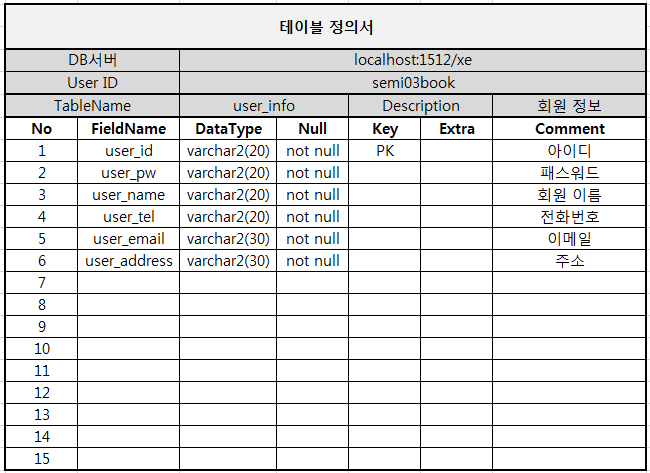 테이블 정의서
DB서버 localhost:1512/xe
User ID semi03book
TableName user_info Description 회원 정보
No FieldName DataType Null Key Extra Comment
1 user_id varchar2(20) not null PK 아이디
2 user_pw varchar2(20) not null 패스워드
3 user_name varchar2(20) not null 회원 이름
4 user_tel varchar2(20) not null 전화번호
5 user_email varchar2(30) not null 이메일
6 user_address varchar2(30) not null 주소
7
8
9
10
11
12
13
14
15